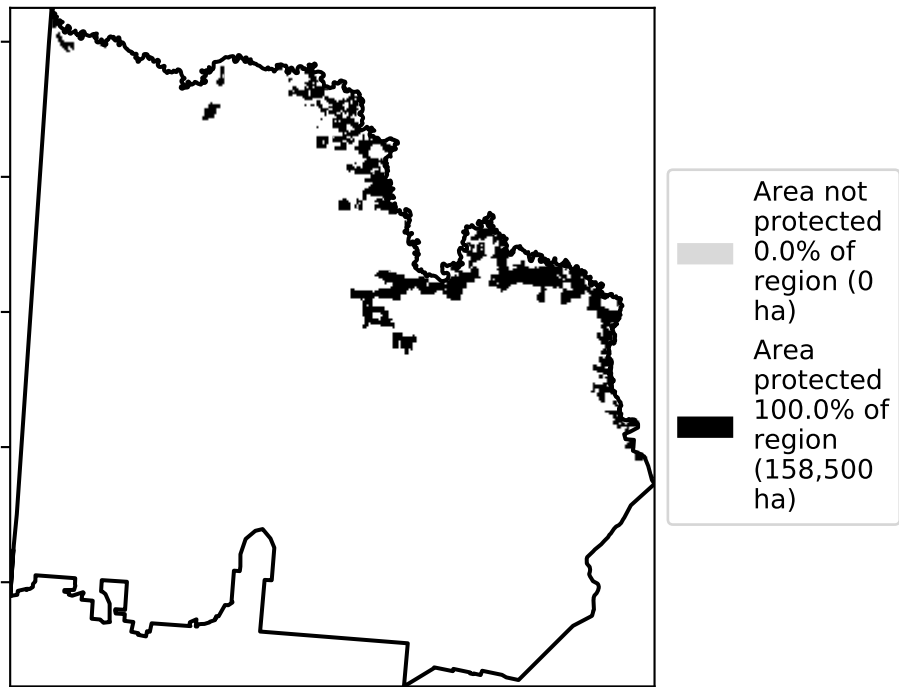 Area not
protected
0.0% of
region (0
ha)
Area
protected
100.0% of
region
(158,500
ha)